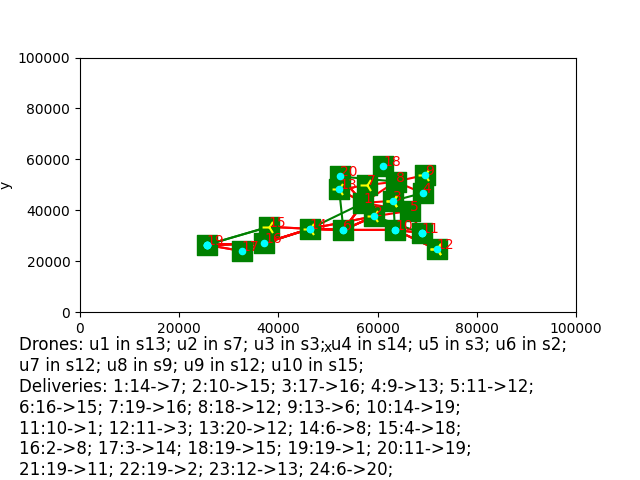 100000
80000
60000
40000
20000
0
y
0 20000 40000 60000 80000 100000
x
Drones: u1 in s13; u2 in s7; u3 in s3; u4 in s14; u5 in s3; u6 in s2;
u7 in s12; u8 in s9; u9 in s12; u10 in s15;
Deliveries: 1:14->7; 2:10->15; 3:17->16; 4:9->13; 5:11->12;
6:16->15; 7:19->16; 8:18->12; 9:13->6; 10:14->19;
11:10->1; 12:11->3; 13:20->12; 14:6->8; 15:4->18;
16:2->8; 17:3->14; 18:19->15; 19:19->1; 20:11->19;
21:19->11; 22:19->2; 23:12->13; 24:6->20;